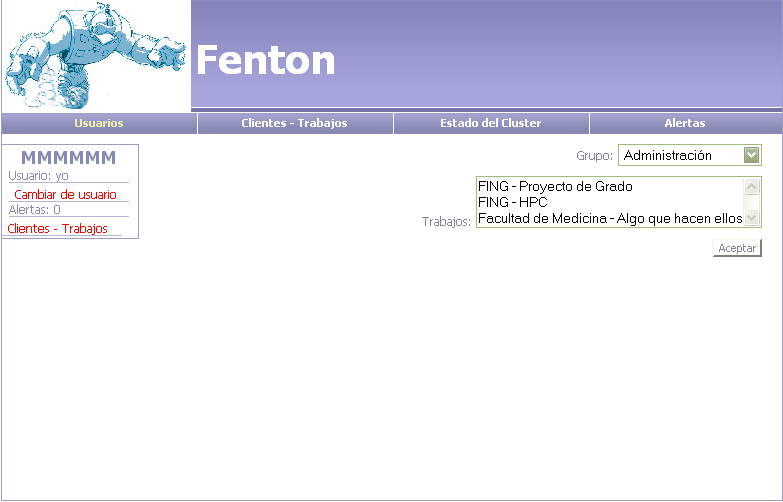 Fenton
Usuarios Clientes - Trabajos Estado del Cluster Alertas
MMMMMM
Usuario: yo
Cambiar de usuario
Alertas: 0
Clientes - Trabajos
Grupo: Administración
FING - Proyecto de Grado
FING - HPC
Facultad de Medicina - Algo que hacen ellos
Trabajos:
Aceptar